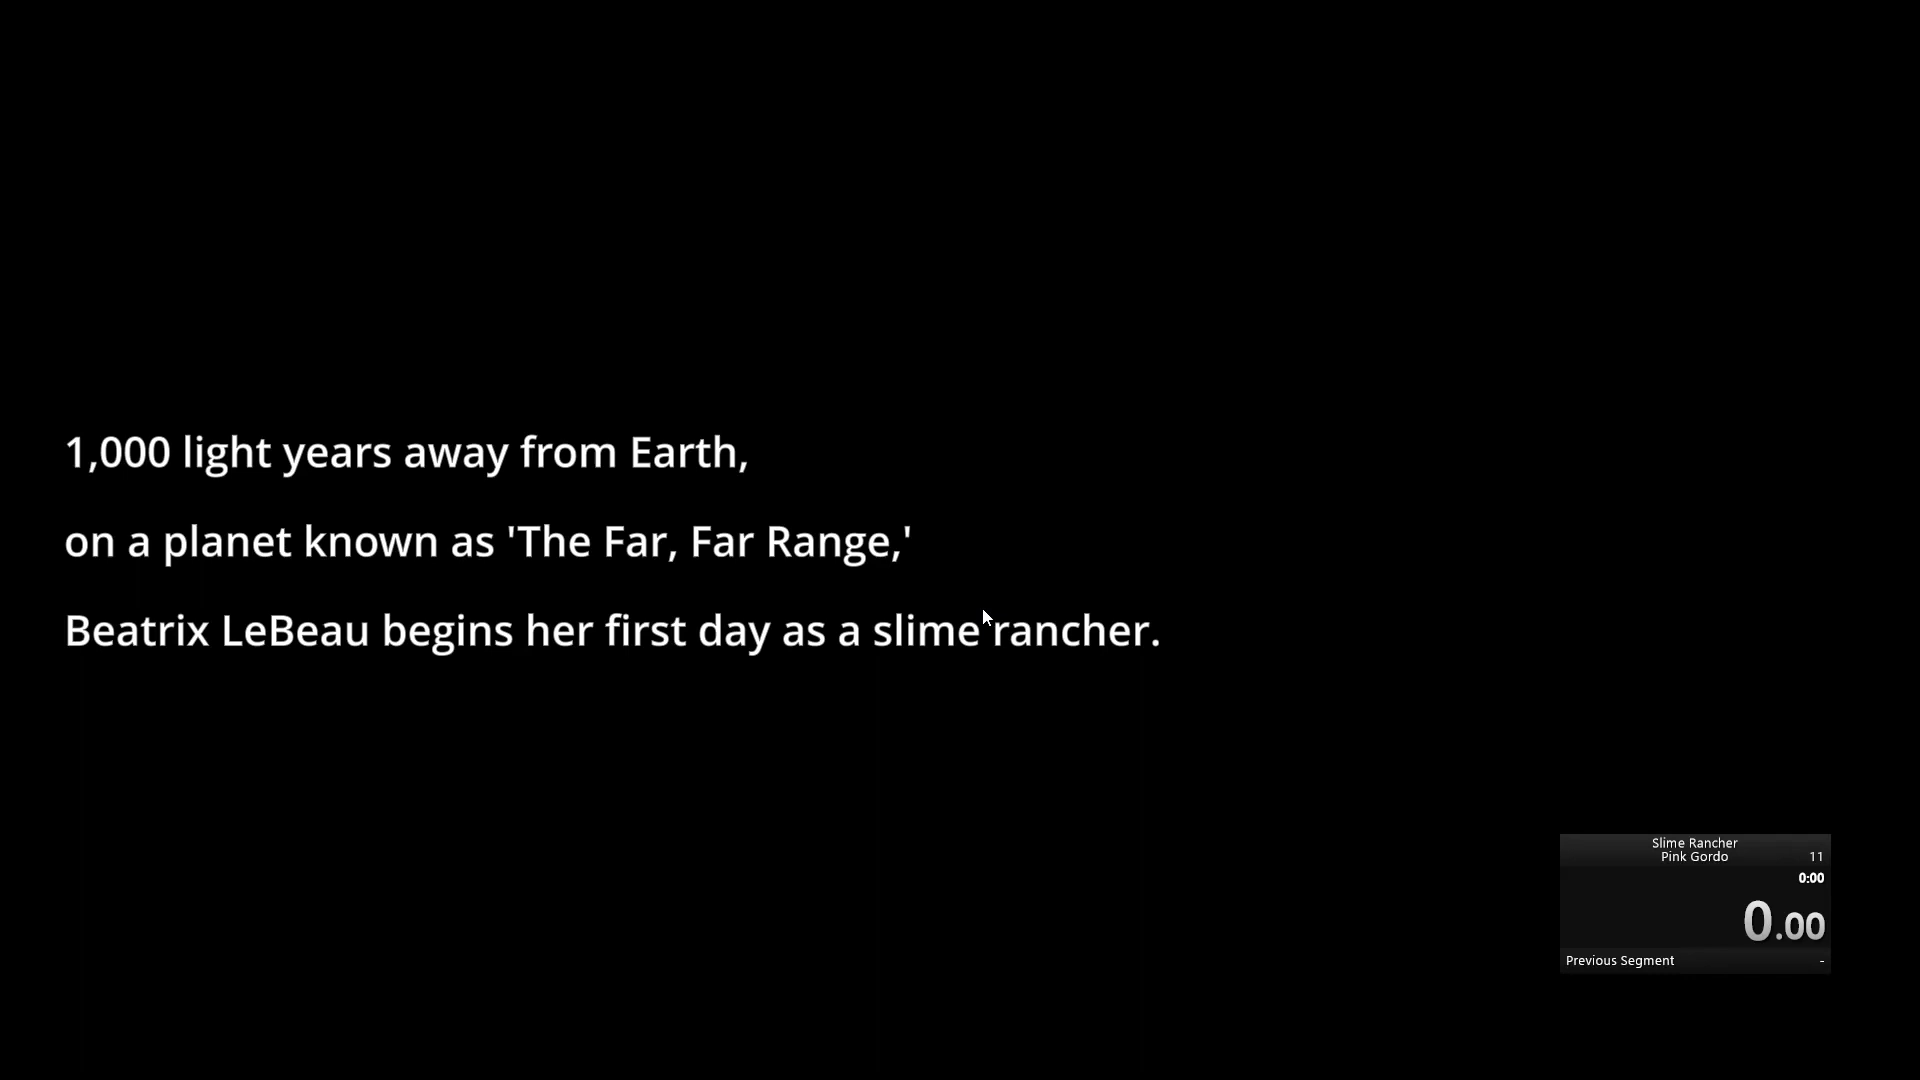 1,000 light years away from Earth,
on a planet known as 'The Far, Far Range,'
Beatrix LeBeau begins her first day as a slime rancher.
Slime Rancher
Pink Gordo 11
0:00
0.00
Previous Segment -